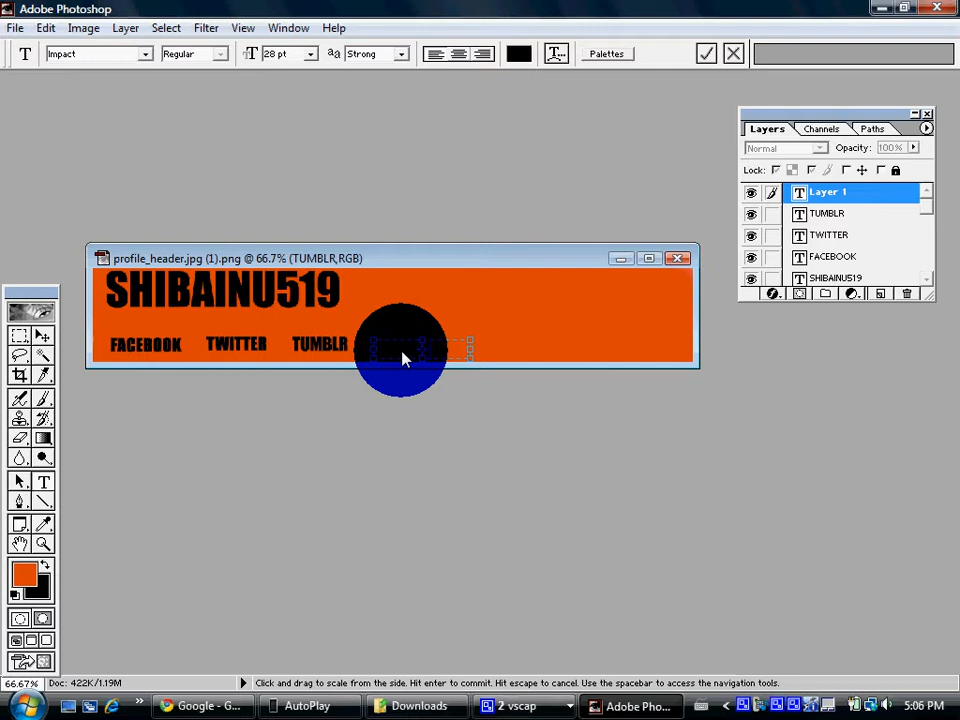 Adobe Photoshop
File Edit Image Layer Select Filter View Window Help
T Impact Regular T 28 pt aa Strong T... Palettes
Layers Channels Paths
Normal Opacity: 100%
Lock:
T Layer 1
T TUMBLR
T TWITTER
T FACEBOOK
T SHIBAINU519
profile_header.jpg (1).png @ 66.7% (TUMBLR,RGB)
SHIBAINU519
FACEBOOK TWITTER TUMBLR
T
66.67% Doc: 422K/1.19M Click and drag to scale from the side. Hit enter to commit. Hit escape to cancel. Use the spacebar to access the navigation tools.
Google - G... AutoPlay Downloads 2 vscap Adobe Pho... 5:06 PM